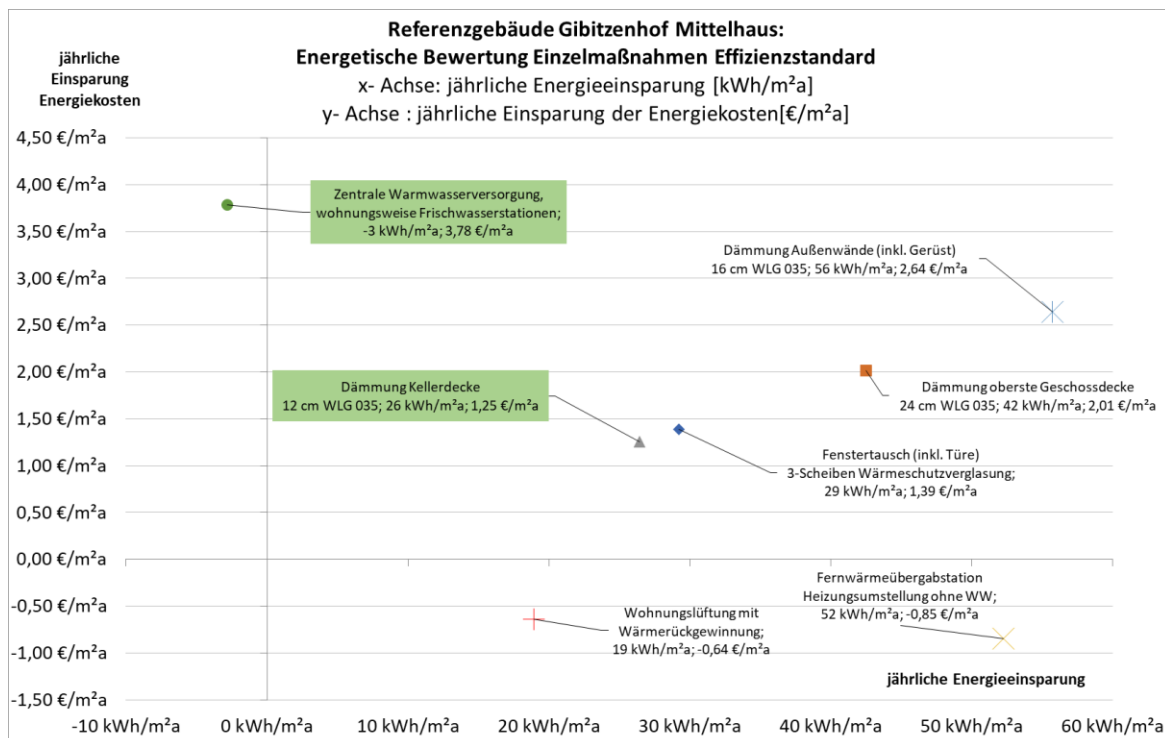 Referenzgebäude Gibitzenhof Mittelhaus:
Energetische Bewertung Einzelmaßnahmen Effizienzstandard
x- Achse: jährliche Energieeinsparung [kWh/m²a]
y- Achse : jährliche Einsparung der Energiekosten[€/m²a]
jährliche
Einsparung
Energiekosten
4,50 €/m²a
4,00 €/m²a
3,50 €/m²a
3,00 €/m²a
2,50 €/m²a
2,00 €/m²a
1,50 €/m²a
1,00 €/m²a
0,50 €/m²a
0,00 €/m²a
-0,50 €/m²a
-1,00 €/m²a
-1,50 €/m²a
Zentrale Warmwasserversorgung,
wohnungsweise Frischwasserstationen;
-3 kWh/m²a; 3,78 €/m²a
Dämmung Außenwände (inkl. Gerüst)
16 cm WLG 035; 56 kWh/m²a; 2,64 €/m²a
Dämmung Kellerdecke
12 cm WLG 035; 26 kWh/m²a; 1,25 €/m²a
Dämmung oberste Geschossdecke
24 cm WLG 035; 42 kWh/m²a; 2,01 €/m²a
Fenstertausch (inkl. Türe)
3-Scheiben Wärmeschutzverglasung;
29 kWh/m²a; 1,39 €/m²a
Wohnungslüftung mit
Wärmerückgewinnung;
19 kWh/m²a; -0,64 €/m²a
Fernwärmeübergabstation
Heizungsumstellung ohne WW;
52 kWh/m²a; -0,85 €/m²a
jährliche Energieeinsparung
-10 kWh/m²a
0 kWh/m²a
10 kWh/m²a
20 kWh/m²a
30 kWh/m²a
40 kWh/m²a
50 kWh/m²a
60 kWh/m²a